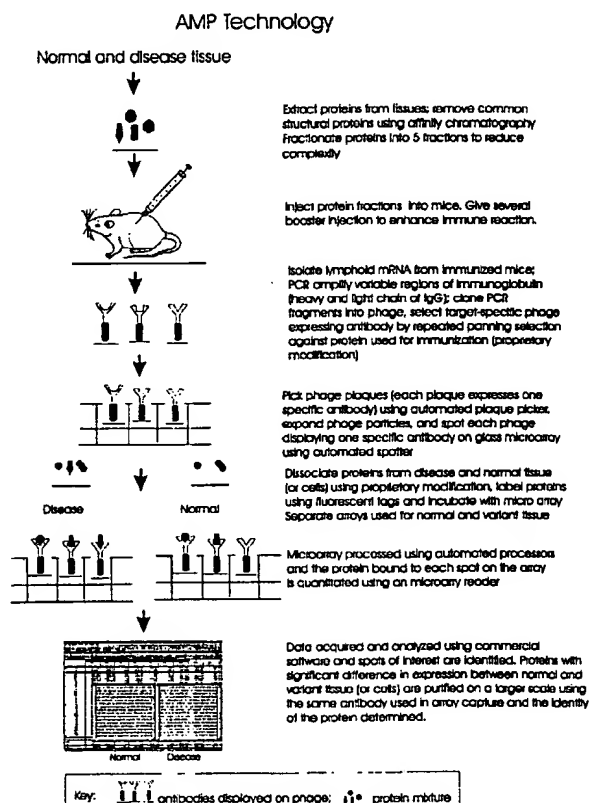 AMP Technology
Normal and disease tissue
Extract proteins from tissues; remove common
structural proteins using affinity chromatography
Fractionate proteins into 5 fractions to reduce
complexity
Inject protein fractions into mice. Give several
booster injection to enhance immune reaction.
Isolate lymphoid mRNA from immunized mice;
PCR amplify variable regions of immunoglobulin
(heavy and light chain of IgG); clone PCR
fragments into phage, select target-specific phage
expressing antibody by repeated panning selection
against protein used for immunization (proprietary
modification)
Pick phage plaques (each plaque expresses one
specific antibody) using automated plaque picker,
expand phage particles, and spot each phage
displaying one specific antibody on glass microarray
using automated spotter
Dissociate proteins from disease and normal tissue
(or cells) using proprietary modification, label proteins
using fluorescent tags and incubate with micro array
Separate arrays used for normal and variant tissue
Disease
Normal
Microarray processed using automated processors
and the protein bound to each spot on the array
is quantitated using an microarry reader
Data acquired and analyzed using commercial
software and spots of interest are identified. Proteins with
significant difference in expression between normal and
variant tissue (or cells) are purified on a larger scale using
the same antibody used in array capture and the identity
of the protein determined.
Normal
Disease
Key: antibodies displayed on phage; protein mixture